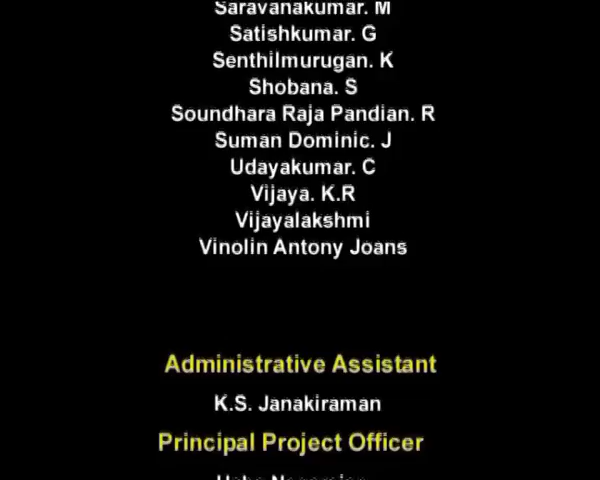 Saravanakumar. M
Satishkumar. G
Senthilmurugan. K
Shobana. S
Soundhara Raja Pandian. R
Suman Dominic. J
Udayakumar. C
Vijaya. K.R
Vijayalakshmi
Vinolin Antony Joans
Administrative Assistant
K.S. Janakiraman
Principal Project Officer